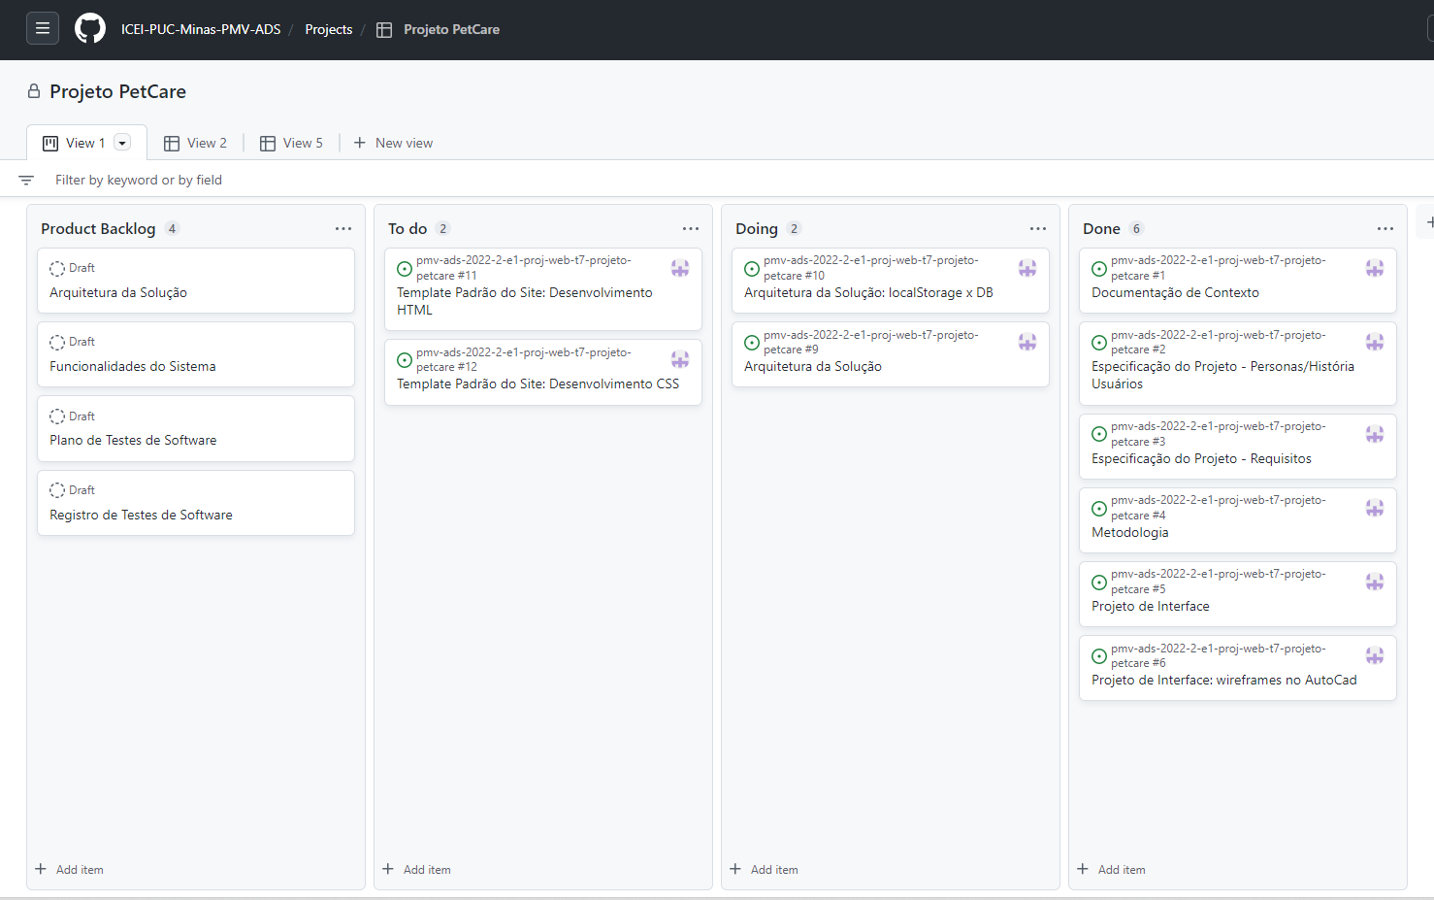 ICEI-PUC-Minas-PMV-ADS / Projects / Projeto PetCare
Projeto PetCare
View 1
View 2
View 5
New view
Filter by keyword or by field
Product Backlog 4
Draft
Arquitetura da Solução
Draft
Funcionalidades do Sistema
Draft
Plano de Testes de Software
Draft
Registro de Testes de Software
Add item
To do 2
pmv-ads-2022-2-e1-proj-web-t7-projeto-
petcare #11
Template Padrão do Site: Desenvolvimento
HTML
pmv-ads-2022-2-e1-proj-web-t7-projeto-
petcare #12
Template Padrão do Site: Desenvolvimento CSS
Add item
Doing 2
pmv-ads-2022-2-e1-proj-web-t7-projeto-
petcare #10
Arquitetura da Solução: localStorage x DB
pmv-ads-2022-2-e1-proj-web-t7-projeto-
petcare #9
Arquitetura da Solução
Add item
Done 6
pmv-ads-2022-2-e1-proj-web-t7-projeto-
petcare #1
Documentação de Contexto
pmv-ads-2022-2-e1-proj-web-t7-projeto-
petcare #2
Especificação do Projeto - Personas/História
Usuários
pmv-ads-2022-2-e1-proj-web-t7-projeto-
petcare #3
Especificação do Projeto - Requisitos
pmv-ads-2022-2-e1-proj-web-t7-projeto-
petcare #4
Metodologia
pmv-ads-2022-2-e1-proj-web-t7-projeto-
petcare #5
Projeto de Interface
pmv-ads-2022-2-e1-proj-web-t7-projeto-
petcare #6
Projeto de Interface: wireframes no AutoCad
Add item